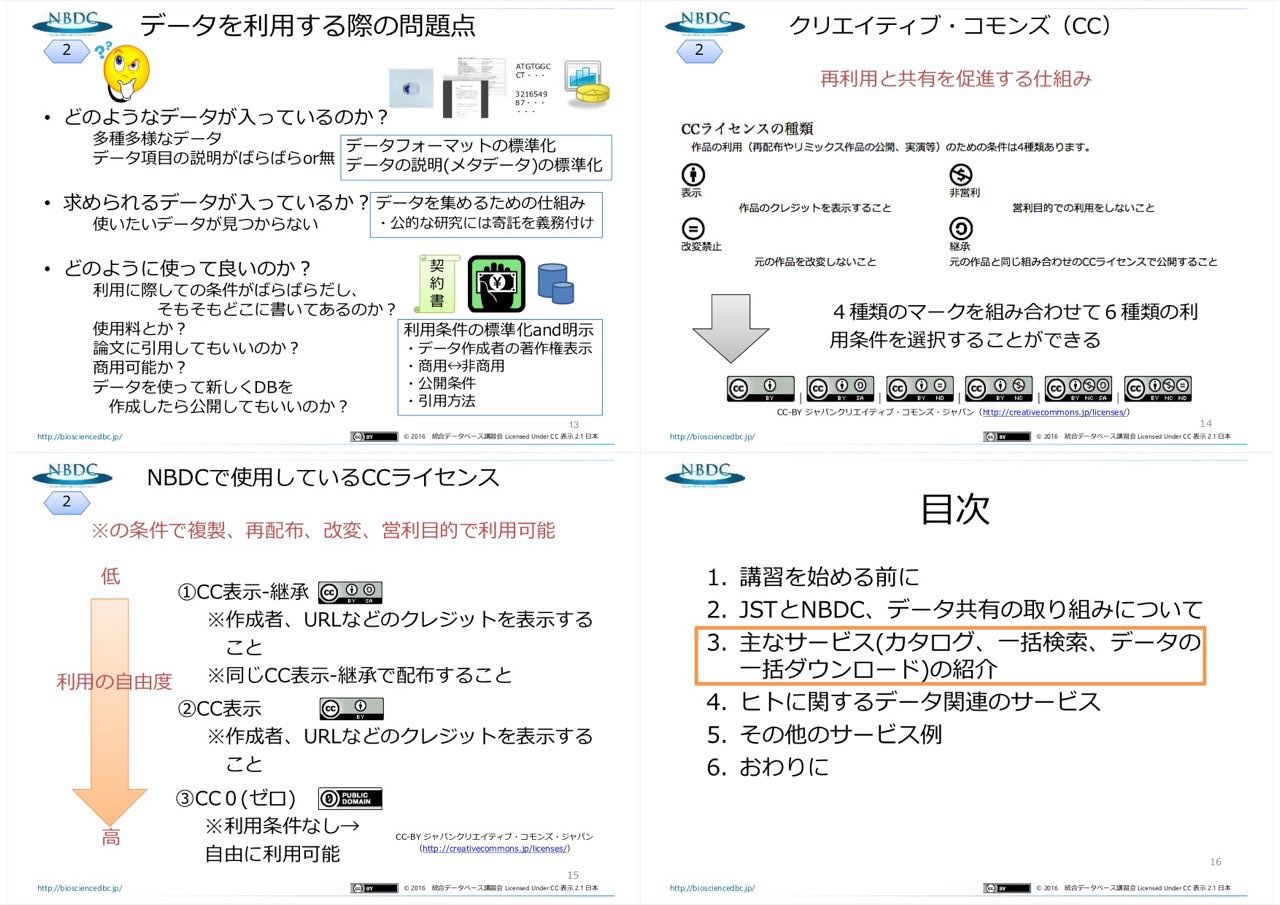 NBDC
データを利用する際の問題点
2
??
ATGTGGC
CT・・・
3216549
87・・・
・・・
・ どのようなデータが入っているのか？
多種多様なデータ
データ項目の説明がばらばらor無
データフォーマットの標準化
データの説明(メタデータ)の標準化
・ 求められるデータが入っているか？
使いたいデータが見つからない
データを集めるための仕組み
・公的な研究には寄託を義務付け
・ どのように使って良いのか？
利用に際しての条件がばらばらだし、
そもそもどこに書いてあるのか？
使用料とか？
論文に引用してもいいのか？
商用可能か？
データを使って新しくDBを
作成したら公開してもいいのか？
契
約
書
¥
利用条件の標準化and明示
・データ作成者の著作権表示
・商用↔非商用
・公開条件
・引用方法
13
http://biosciencedbc.jp/
cc BY
© 2016 統合データベース講習会 Licensed Under CC 表示 2.1 日本
NBDC
クリエイティブ・コモンズ（CC）
2
再利用と共有を促進する仕組み
CCライセンスの種類
作品の利用（再配布やリミックス作品の公開、実演等）のための条件は4種類あります。
表示
作品のクレジットを表示すること
非営利
営利目的での利用をしないこと
改変禁止
元の作品を改変しないこと
継承
元の作品と同じ組み合わせのCCライセンスで公開すること
４種類のマークを組み合わせて６種類の利
用条件を選択することができる
cc BY | cc BY SA | cc BY ND | cc BY NC | cc BY NC SA | cc BY NC ND
CC-BY ジャパンクリエイティブ・コモンズ・ジャパン（http://creativecommons.jp/licenses/）
14
http://biosciencedbc.jp/
cc BY
© 2016 統合データベース講習会 Licensed Under CC 表示 2.1 日本
NBDC
NBDCで使用しているCCライセンス
2
※の条件で複製、再配布、改変、営利目的で利用可能
低
利用の自由度
高
①CC表示-継承 cc BY SA
※作成者、URLなどのクレジットを表示する
こと
※同じCC表示-継承で配布すること
②CC表示 cc BY
※作成者、URLなどのクレジットを表示する
こと
③CC０(ゼロ) 0 PUBLIC DOMAIN
※利用条件なし→
自由に利用可能
CC-BY ジャパンクリエイティブ・コモンズ・ジャパン
（http://creativecommons.jp/licenses/）
15
http://biosciencedbc.jp/
cc BY
© 2016 統合データベース講習会 Licensed Under CC 表示 2.1 日本
NBDC
目次
1. 講習を始める前に
2. JSTとNBDC、データ共有の取り組みについて
3. 主なサービス(カタログ、一括検索、データの
一括ダウンロード)の紹介
4. ヒトに関するデータ関連のサービス
5. その他のサービス例
6. おわりに
16
http://biosciencedbc.jp/
cc BY
© 2016 統合データベース講習会 Licensed Under CC 表示 2.1 日本